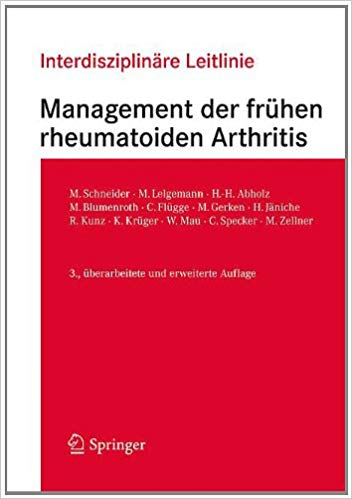 Interdisziplinäre Leitlinie
Management der frühen
rheumatoiden Arthritis
M. Schneider · M. Lelgemann · H.-H. Abholz
M. Blumenroth · C. Flügge · M. Gerken · H. Jäniche
R. Kunz · K. Krüger · W. Mau · C. Specker · M. Zellner
3., überarbeitete und erweiterte Auflage
Springer